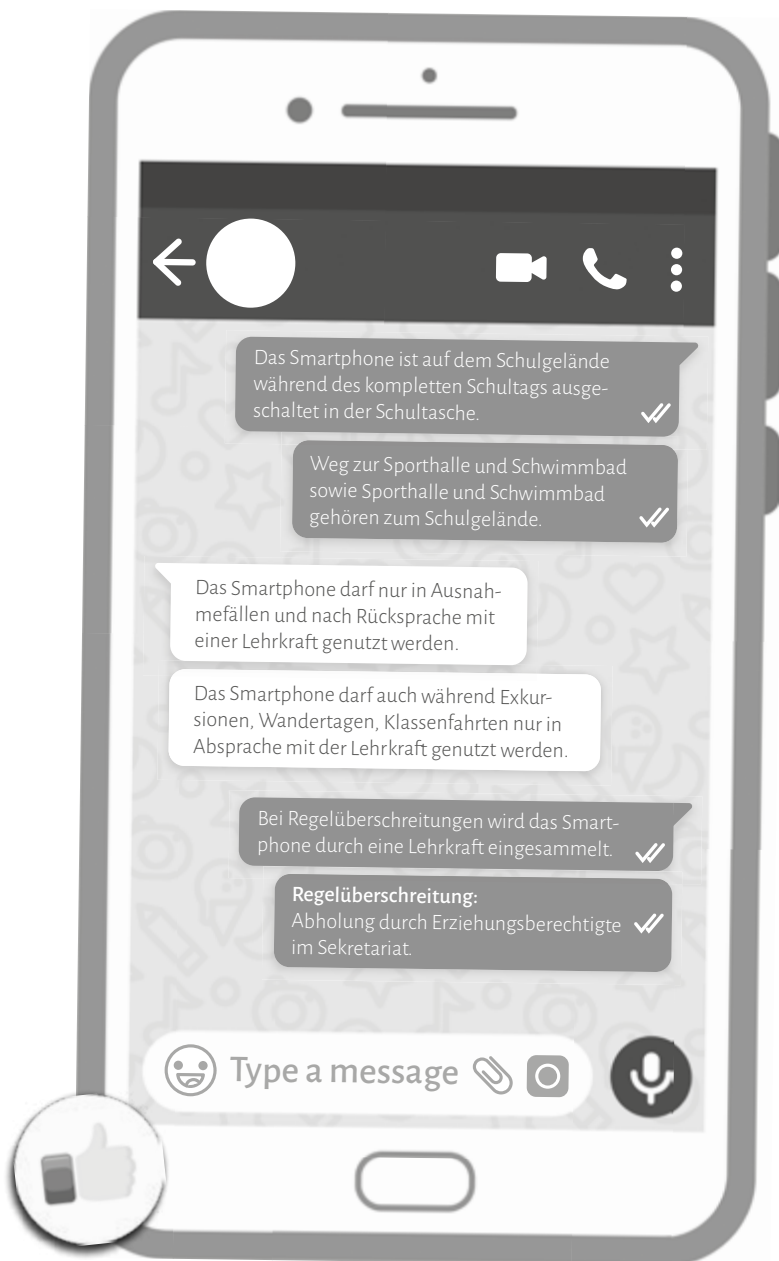 Das Smartphone ist auf dem Schulgelände
während des kompletten Schultags ausge-
schaltet in der Schultasche.
Weg zur Sporthalle und Schwimmbad
sowie Sporthalle und Schwimmbad
gehören zum Schulgelände.
Das Smartphone darf nur in Ausnah-
mefällen und nach Rücksprache mit
einer Lehrkraft genutzt werden.
Das Smartphone darf auch während Exkur-
sionen, Wandertagen, Klassenfahrten nur in
Absprache mit der Lehrkraft genutzt werden.
Bei Regelüberschreitungen wird das Smart-
phone durch eine Lehrkraft eingesammelt.
Regelüberschreitung:
Abholung durch Erziehungsberechtigte
im Sekretariat.
Type a message